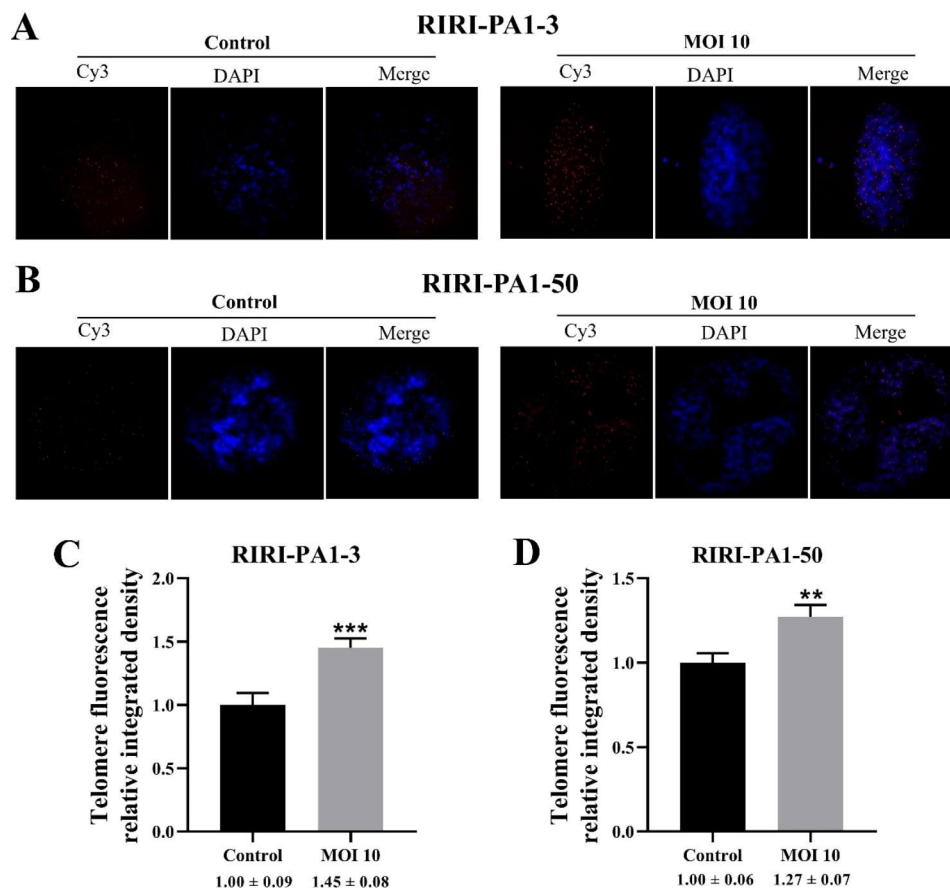 A
RIRI-PA1-3
Control
MOI 10
Cy3 DAPI Merge
Cy3 DAPI Merge
B
RIRI-PA1-50
Control
MOI 10
Cy3 DAPI Merge
Cy3 DAPI Merge
C
RIRI-PA1-3
Telomere fluorescence
relative integrated density
2.0
1.5
1.0
0.5
0.0
***
Control MOI 10
1.00 ± 0.09 1.45 ± 0.08
D
RIRI-PA1-50
Telomere fluorescence
relative integrated density
1.5
1.0
0.5
0.0
**
Control MOI 10
1.00 ± 0.06 1.27 ± 0.07